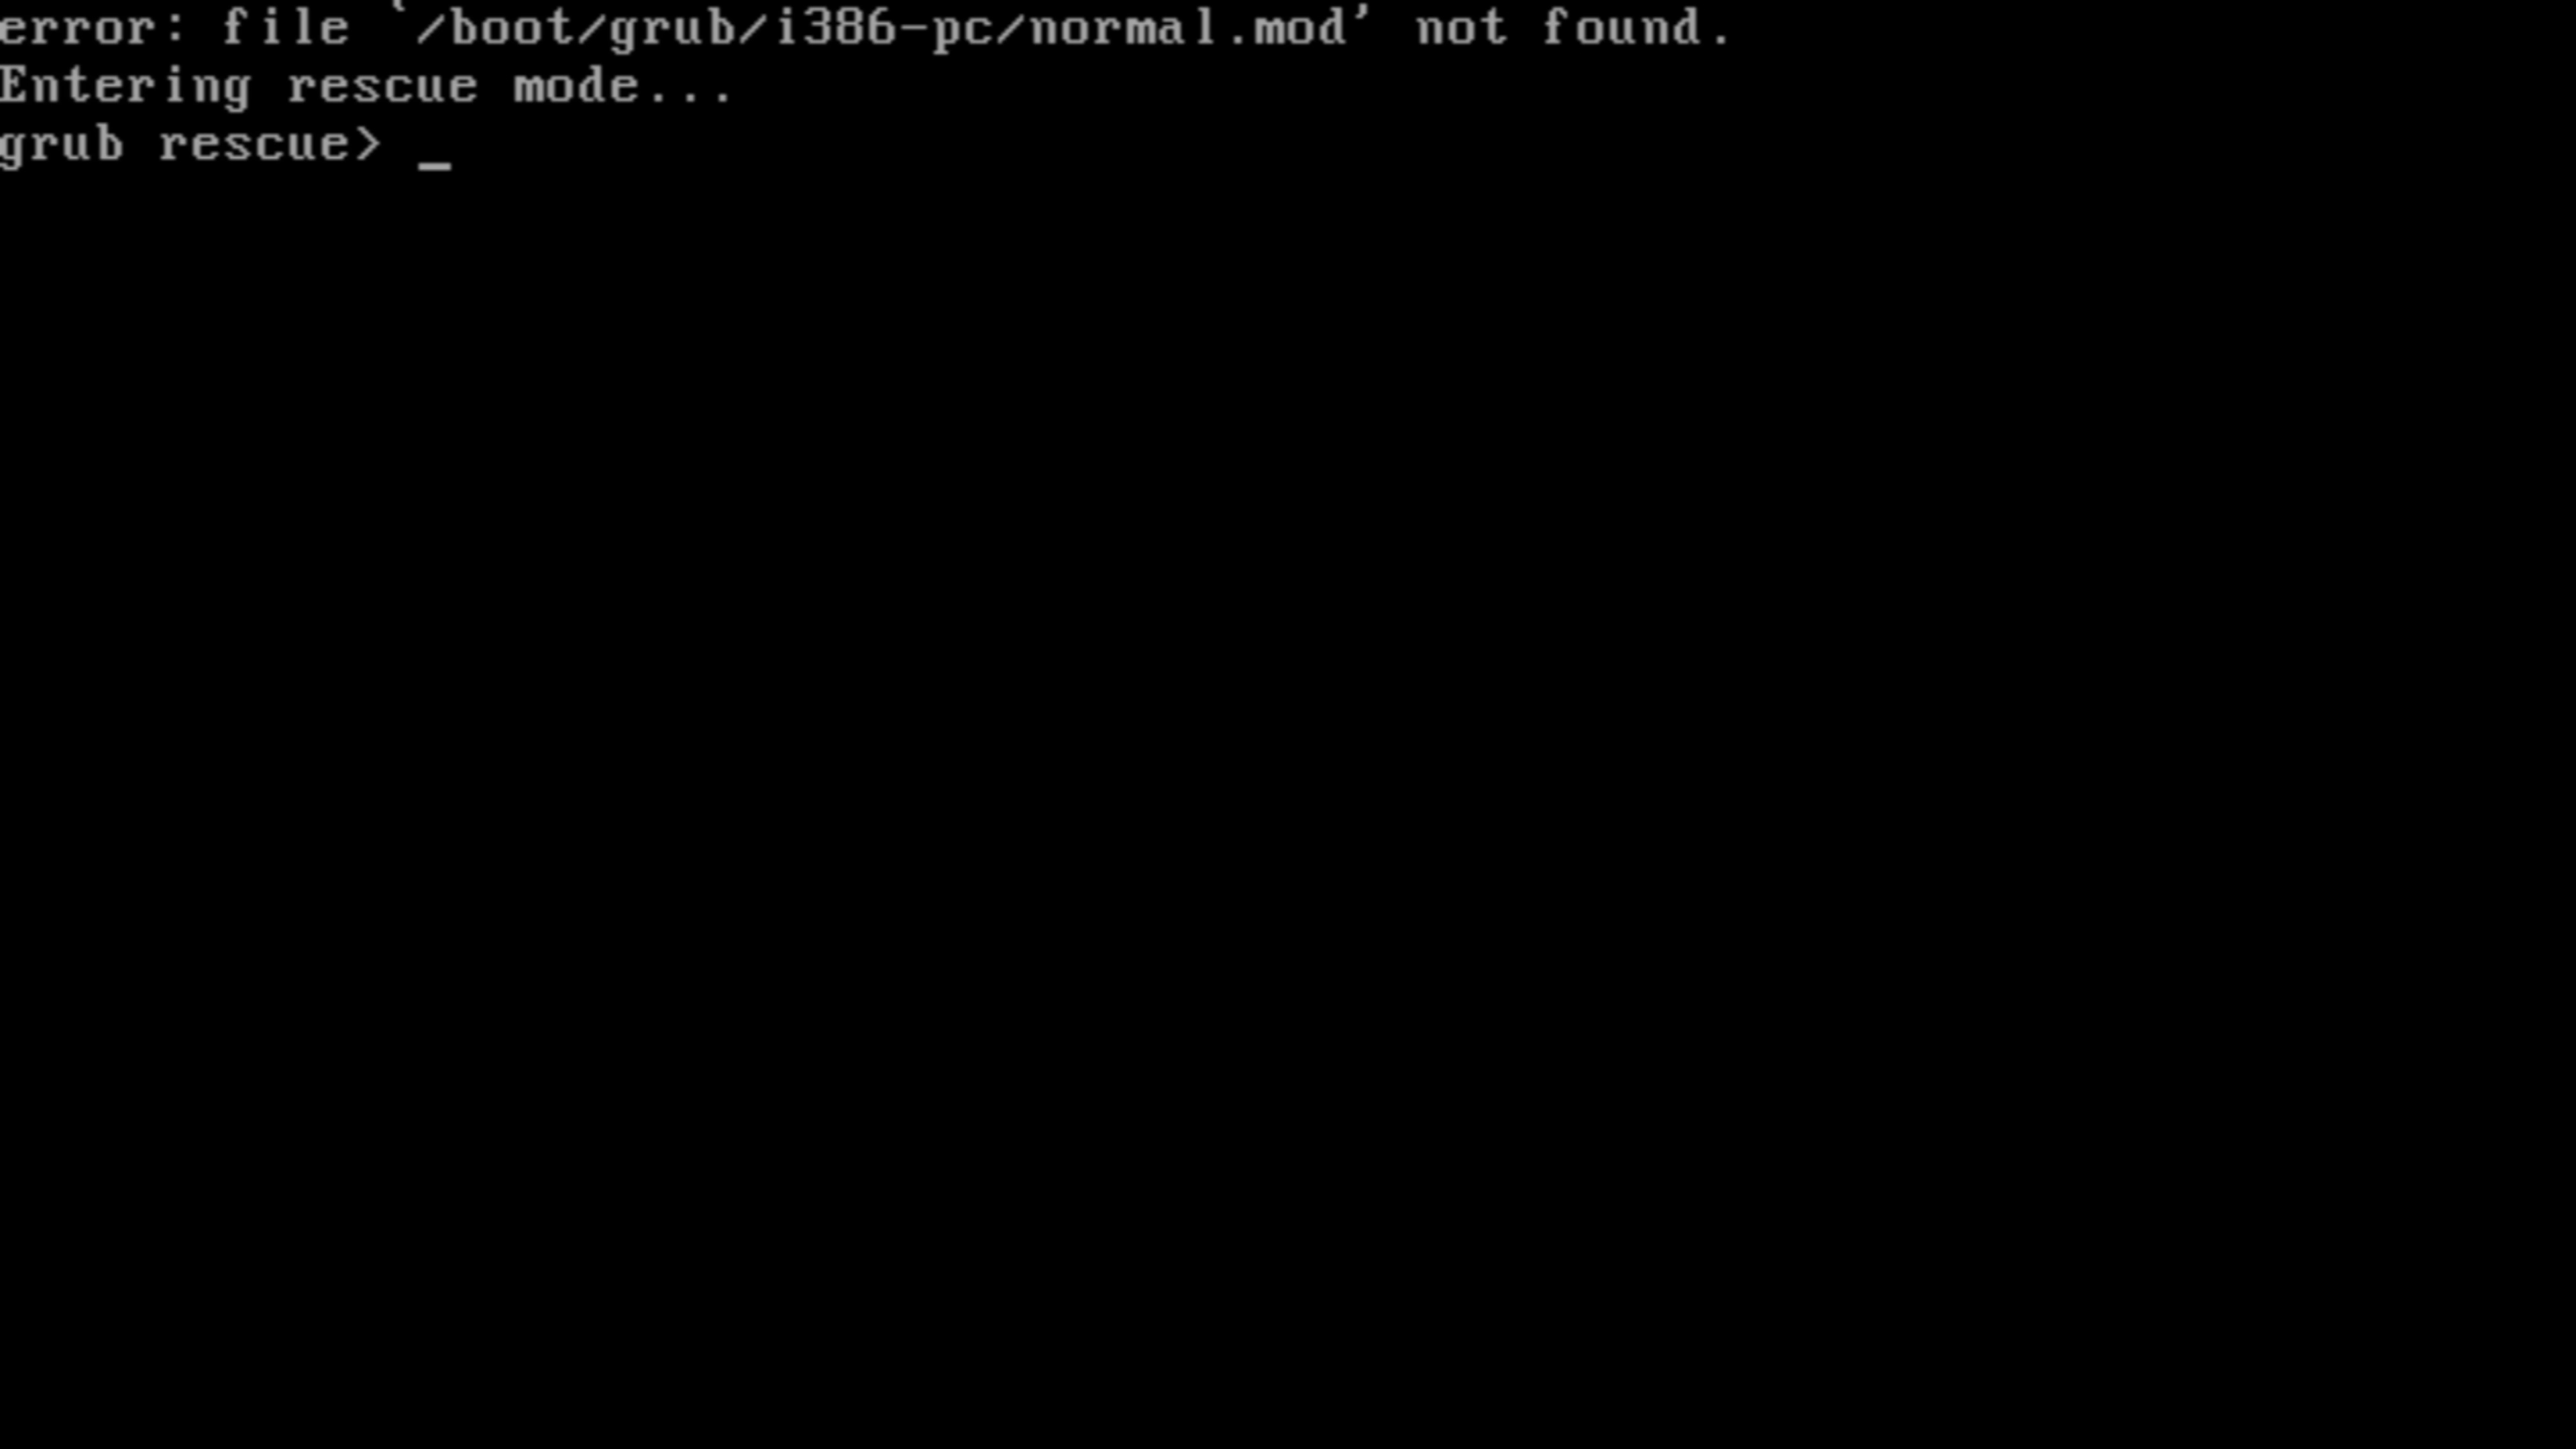 error: file `/boot/grub/i386-pc/normal.mod' not found.
Entering rescue mode...
grub rescue> _